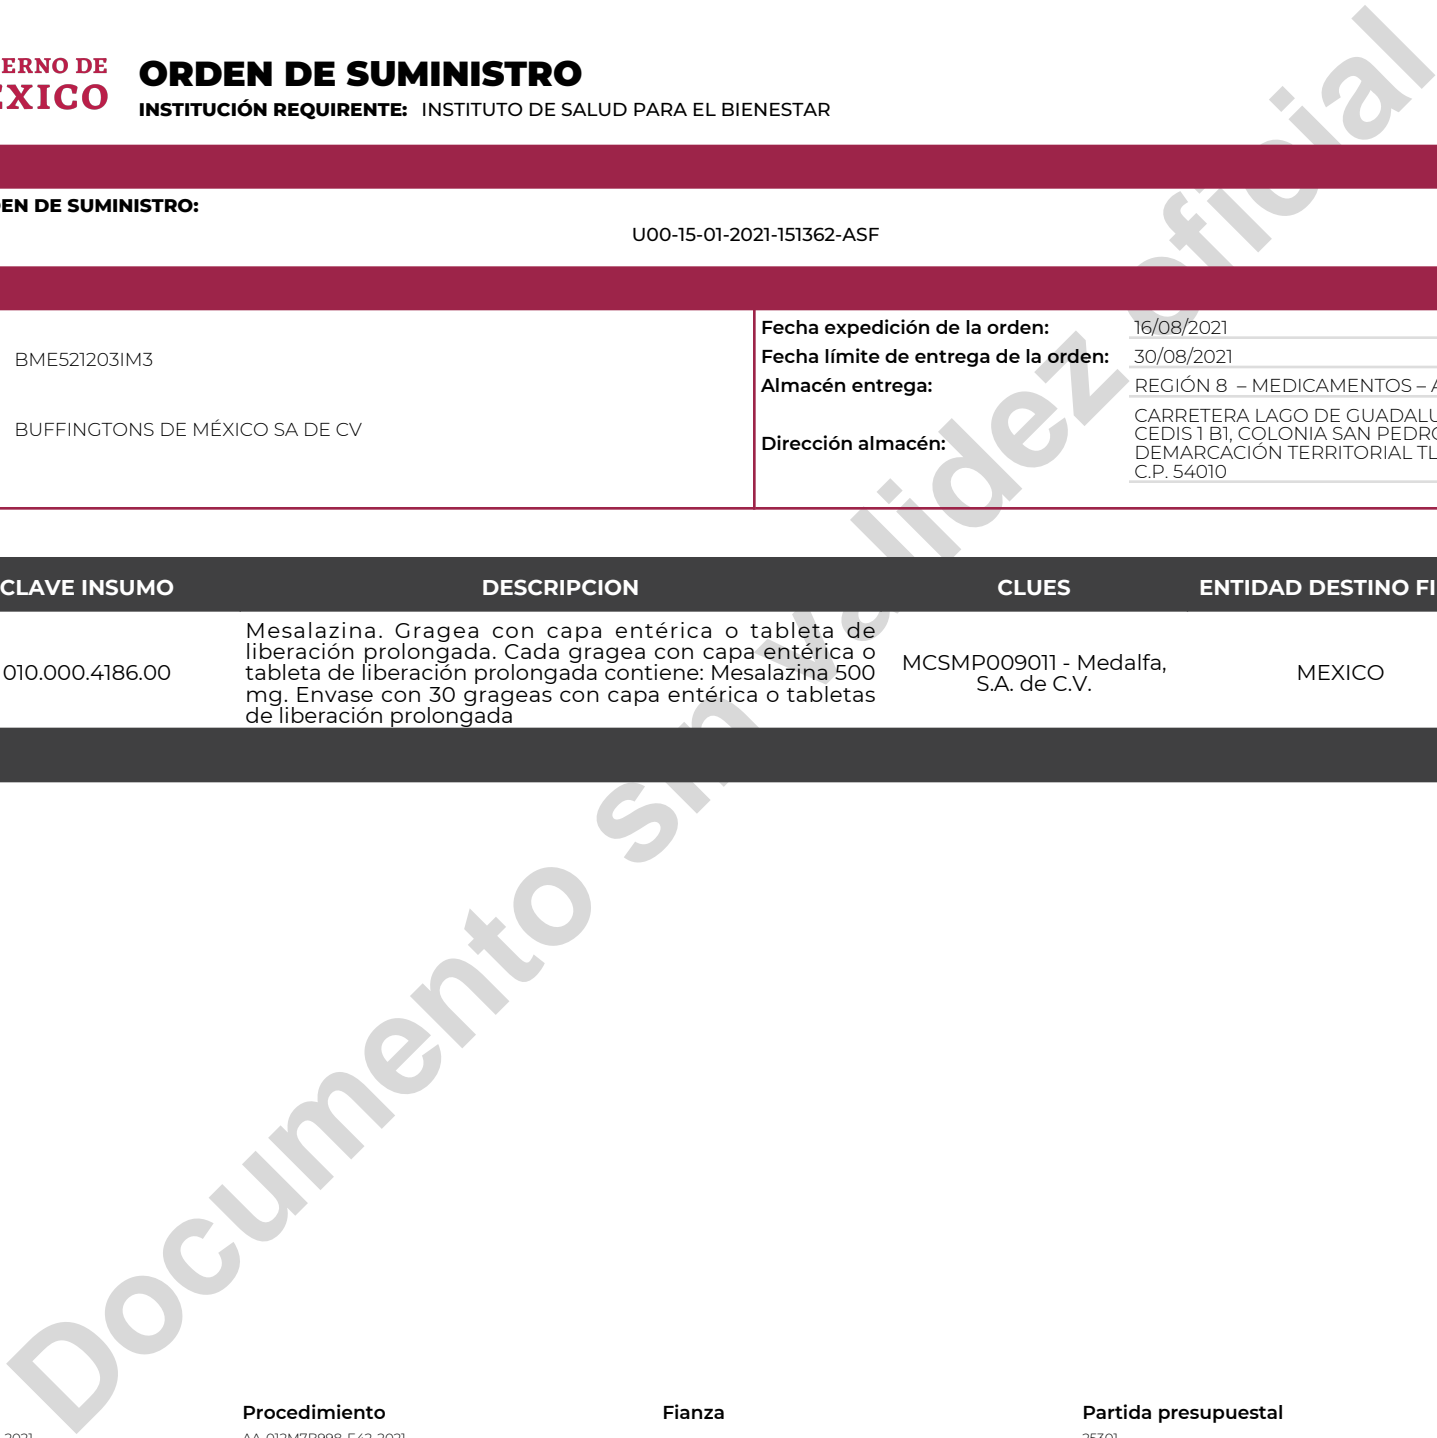 ERNO DE
ÉXICO
ORDEN DE SUMINISTRO
INSTITUCIÓN REQUIRENTE: INSTITUTO DE SALUD PARA EL BIENESTAR
EN DE SUMINISTRO:
U00-15-01-2021-151362-ASF
BME521203IM3
BUFFINGTONS DE MÉXICO SA DE CV
Fecha expedición de la orden: 16/08/2021
Fecha límite de entrega de la orden: 30/08/2021
Almacén entrega: REGIÓN 8 – MEDICAMENTOS – A
Dirección almacén:
CARRETERA LAGO DE GUADALU
CEDIS 1 B1, COLONIA SAN PEDRO
DEMARCACIÓN TERRITORIAL TL
C.P. 54010
CLAVE INSUMO DESCRIPCION CLUES ENTIDAD DESTINO FI
010.000.4186.00
Mesalazina. Gragea con capa entérica o tableta de
liberación prolongada. Cada gragea con capa entérica o
tableta de liberación prolongada contiene: Mesalazina 500
mg. Envase con 30 grageas con capa entérica o tabletas
de liberación prolongada
MCSMP009011 - Medalfa,
S.A. de C.V.
MEXICO
Documento sin validez oficial
Procedimiento Fianza Partida presupuestal